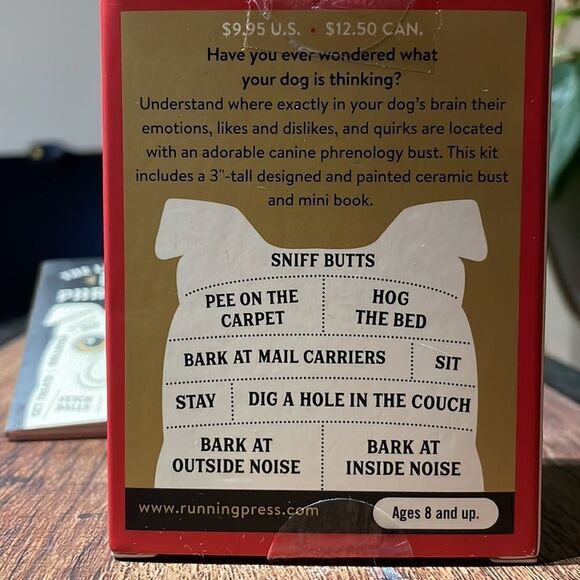 $9.95 U.S. • $12.50 CAN.
Have you ever wondered what
your dog is thinking?
Understand where exactly in your dog's brain their
emotions, likes and dislikes, and quirks are located
with an adorable canine phrenology bust. This kit
includes a 3"-tall designed and painted ceramic bust
and mini book.
SNIFF BUTTS
PEE ON THE
CARPET
HOG
THE BED
BARK AT MAIL CARRIERS
SIT
STAY
DIG A HOLE IN THE COUCH
BARK AT
OUTSIDE NOISE
BARK AT
INSIDE NOISE
www.runningpress.com
Ages 8 and up.
THE